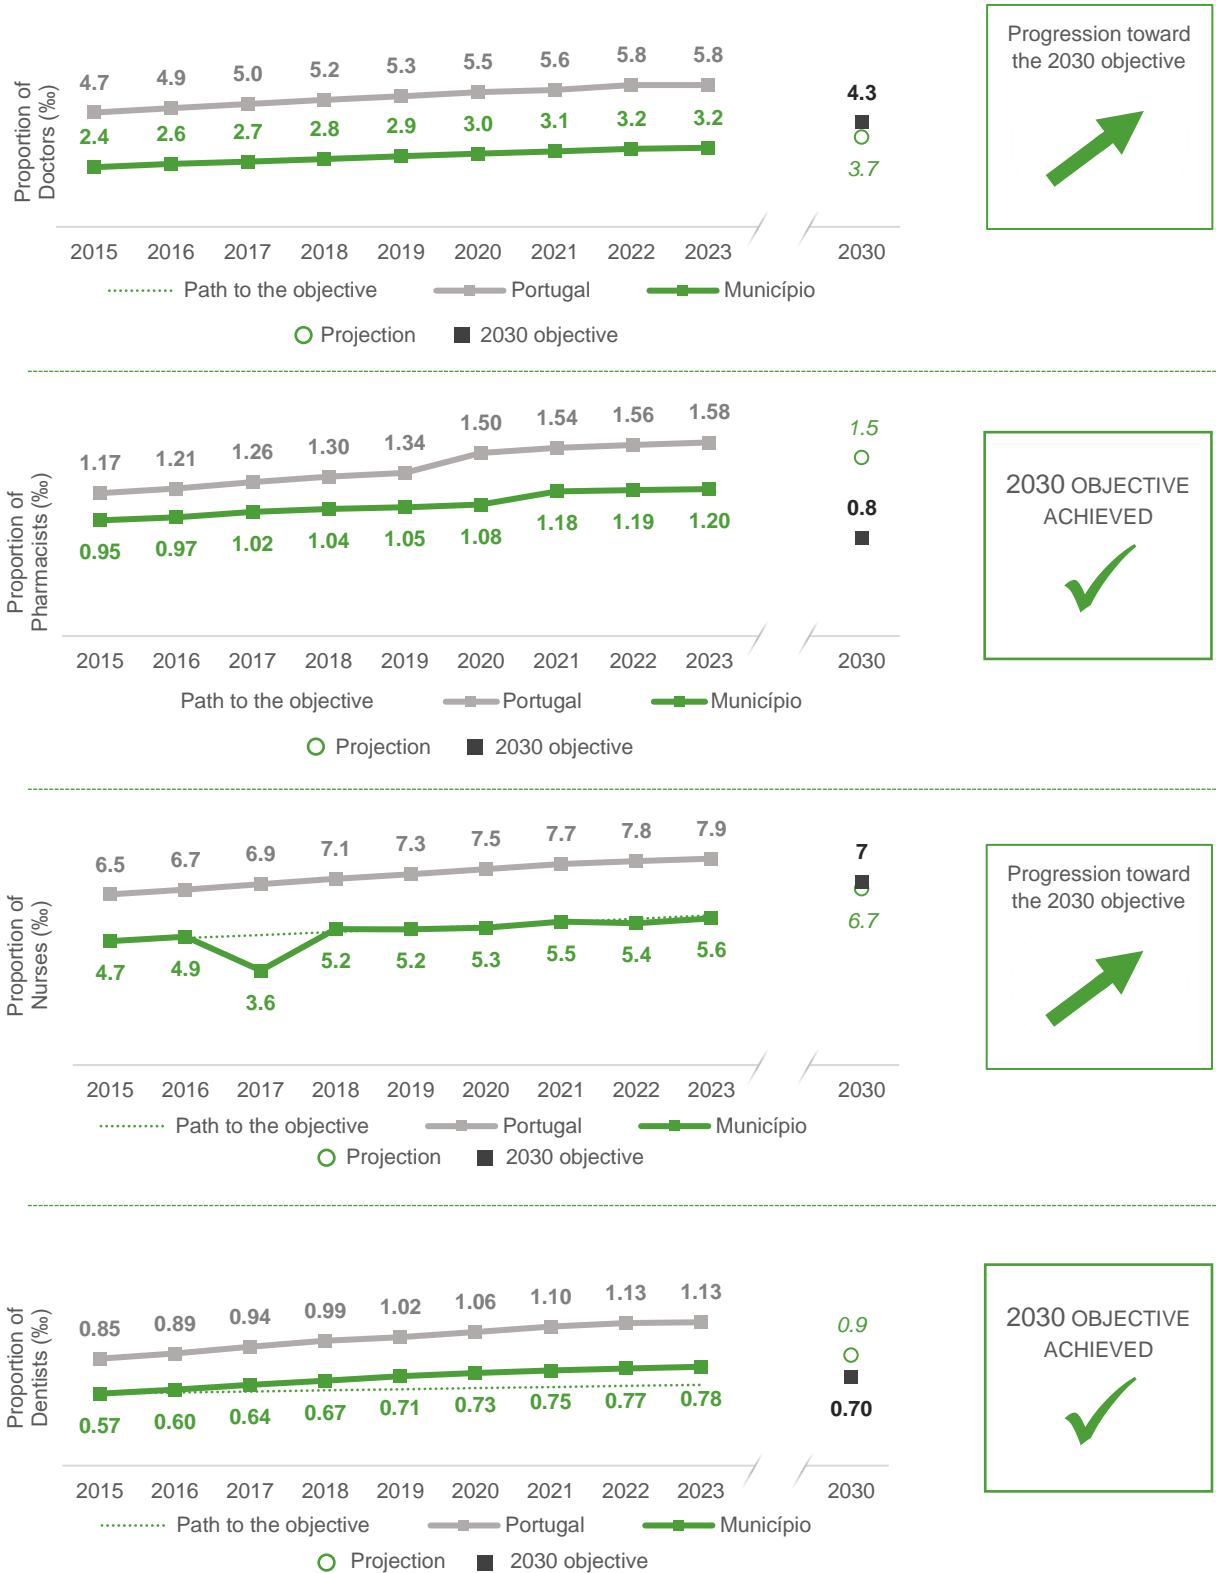 Proportion of
Doctors (‰)
4.7 4.9 5.0 5.2 5.3 5.5 5.6 5.8 5.8
2.4 2.6 2.7 2.8 2.9 3.0 3.1 3.2 3.2
4.3
3.7
2015 2016 2017 2018 2019 2020 2021 2022 2023 2030
Path to the objective Portugal Município
Projection 2030 objective
Progression toward
the 2030 objective
Proportion of
Pharmacists (‰)
1.17 1.21 1.26 1.30 1.34 1.50 1.54 1.56 1.58
0.95 0.97 1.02 1.04 1.05 1.08 1.18 1.19 1.20
1.5
0.8
2015 2016 2017 2018 2019 2020 2021 2022 2023 2030
Path to the objective Portugal Município
Projection 2030 objective
2030 OBJECTIVE
ACHIEVED
Proportion of
Nurses (‰)
6.5 6.7 6.9 7.1 7.3 7.5 7.7 7.8 7.9
4.7 4.9 3.6 5.2 5.2 5.3 5.5 5.4 5.6
7
6.7
2015 2016 2017 2018 2019 2020 2021 2022 2023 2030
Path to the objective Portugal Município
Projection 2030 objective
Progression toward
the 2030 objective
Proportion of
Dentists (‰)
0.85 0.89 0.94 0.99 1.02 1.06 1.10 1.13 1.13
0.57 0.60 0.64 0.67 0.71 0.73 0.75 0.77 0.78
0.9
0.70
2015 2016 2017 2018 2019 2020 2021 2022 2023 2030
Path to the objective Portugal Município
Projection 2030 objective
2030 OBJECTIVE
ACHIEVED